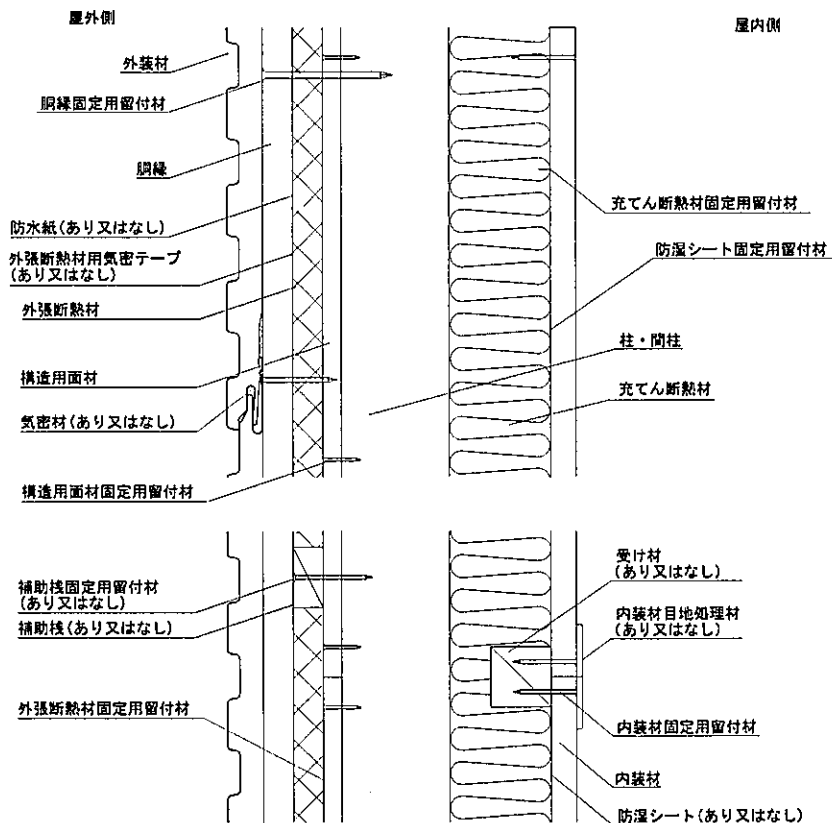 屋外側
屋内側
外装材
胴縁固定用留付材
胴縁
防水紙(あり又はなし)
外張断熱材用気密テープ
(あり又はなし)
外張断熱材
構造用面材
気密材(あり又はなし)
構造用面材固定用留付材
充てん断熱材固定用留付材
防湿シート固定用留付材
柱・間柱
充てん断熱材
補助桟固定用留付材
(あり又はなし)
補助桟(あり又はなし)
外張断熱材固定用留付材
受け材
(あり又はなし)
内装材目地処理材
(あり又はなし)
内装材固定用留付材
内装材
防湿シート(あり又はなし)